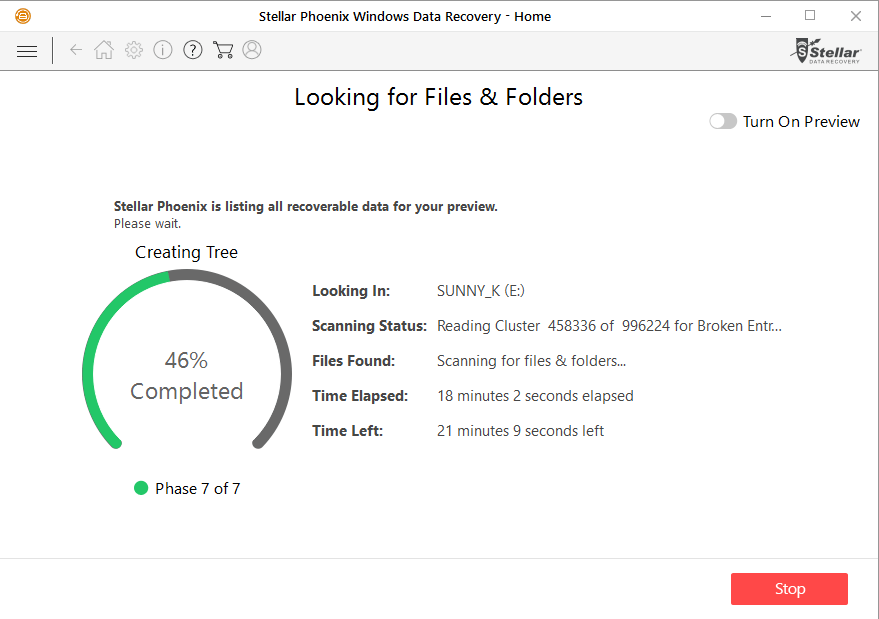 Stellar Phoenix Windows Data Recovery - Home
Stellar
DATA RECOVERY
Looking for Files & Folders
Turn On Preview
Stellar Phoenix is listing all recoverable data for your preview.
Please wait.
Creating Tree
46%
Completed
Phase 7 of 7
Looking In: SUNNY_K (E:)
Scanning Status: Reading Cluster 458336 of 996224 for Broken Entr...
Files Found: Scanning for files & folders...
Time Elapsed: 18 minutes 2 seconds elapsed
Time Left: 21 minutes 9 seconds left
Stop